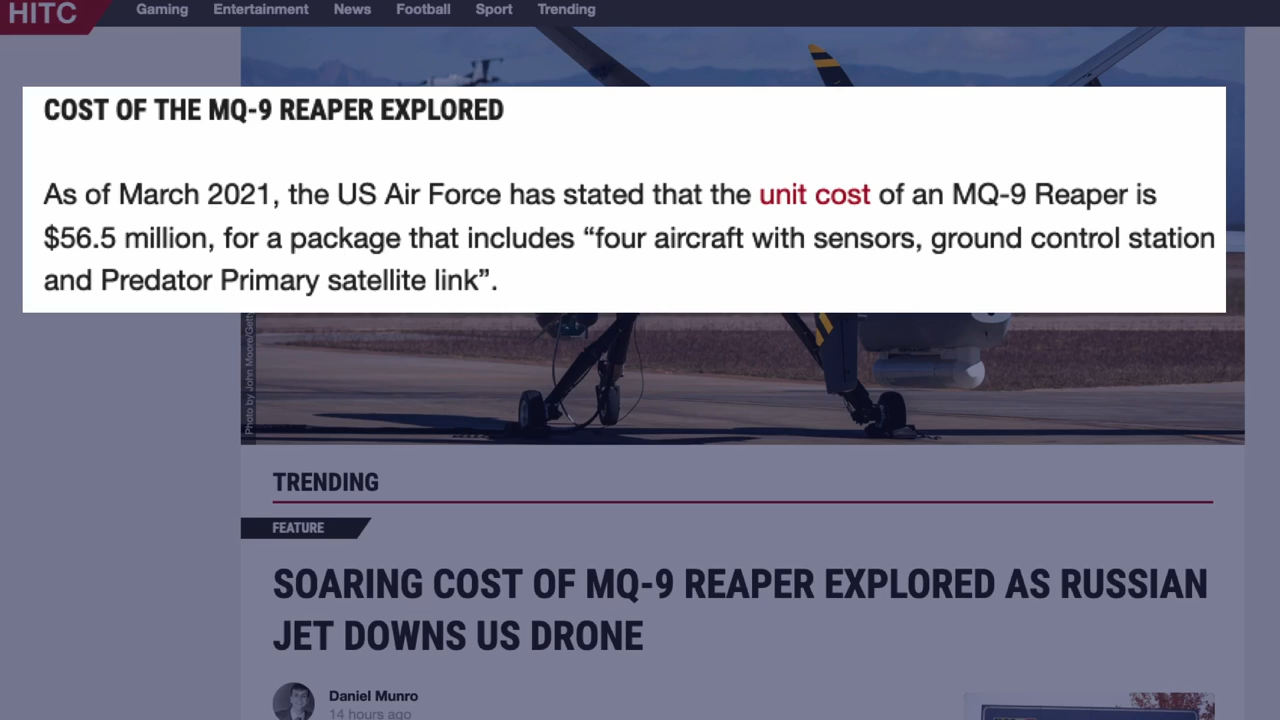 HITC
Gaming Entertainment News Football Sport Trending
COST OF THE MQ-9 REAPER EXPLORED
As of March 2021, the US Air Force has stated that the unit cost of an MQ-9 Reaper is
$56.5 million, for a package that includes “four aircraft with sensors, ground control station
and Predator Primary satellite link”.
Photo by John Moore/Getty
TRENDING
FEATURE
SOARING COST OF MQ-9 REAPER EXPLORED AS RUSSIAN
JET DOWNS US DRONE
Daniel Munro
14 hours ago